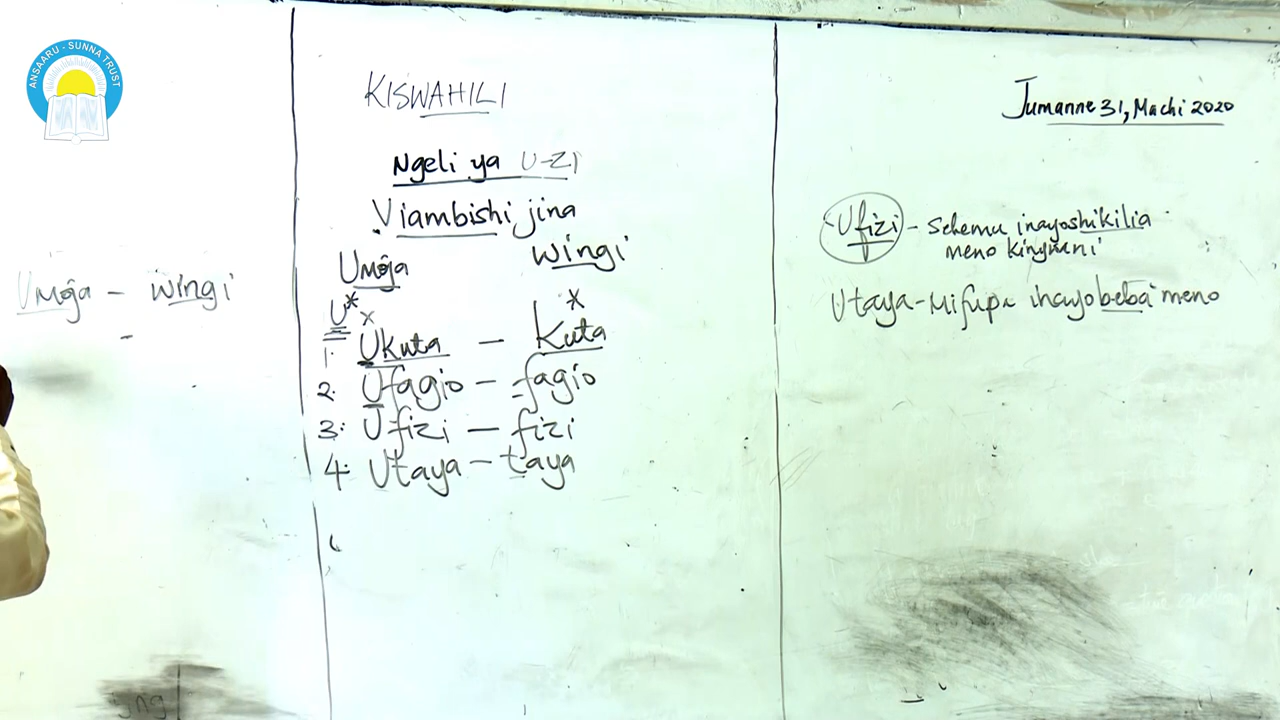 ANSAARU - SUNNA TRUST
Umoja - wingi
-
KISWAHILI
Ngeli ya U-ZI
Viambishi jina
Umoja wingi
U* *
x
1. Ukuta - Kuta
2. Ufagio - fagio
3. Ufizi - fizi
4. Utaya - taya
Jumanne 31, Machi 2020
-Ufizi - sehemu inayoshikilia
meno kinywani
Utaya - Mifupa inayobeba meno